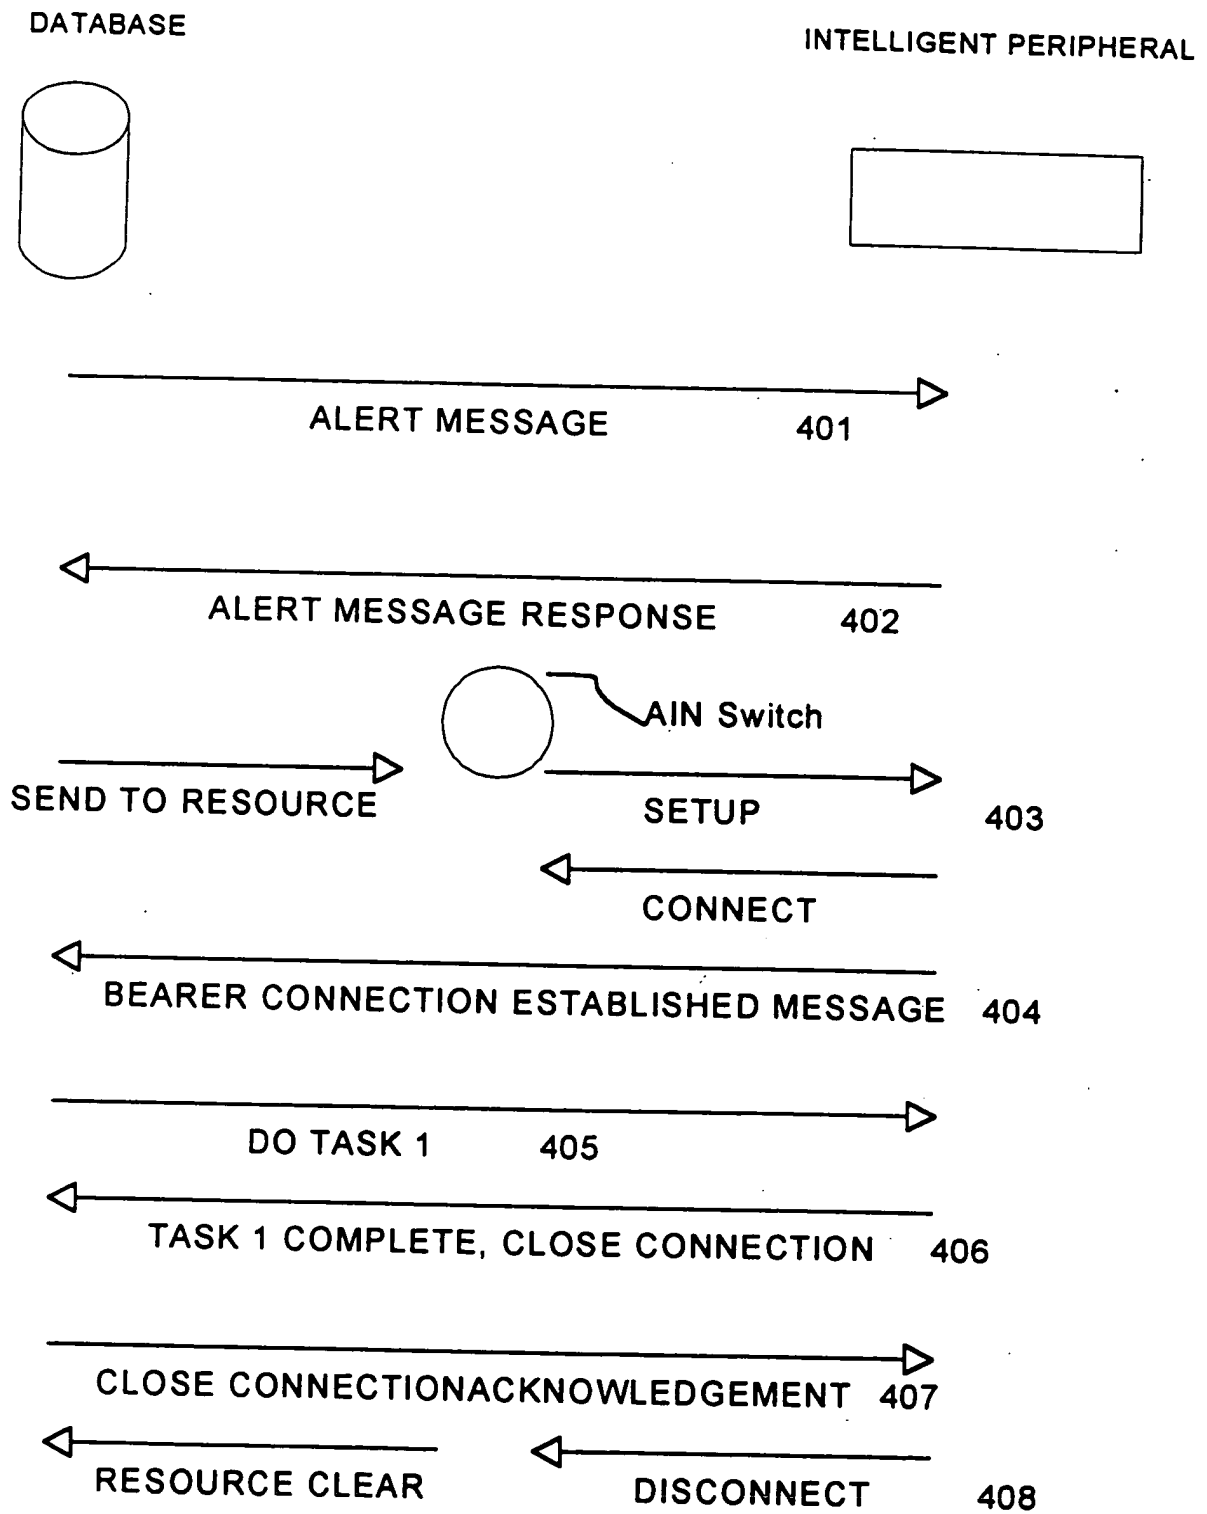 DATABASE
INTELLIGENT PERIPHERAL
ALERT MESSAGE 401
ALERT MESSAGE RESPONSE 402
AIN Switch
SEND TO RESOURCE SETUP 403
CONNECT
BEARER CONNECTION ESTABLISHED MESSAGE 404
DO TASK 1 405
TASK 1 COMPLETE, CLOSE CONNECTION 406
CLOSE CONNECTIONACKNOWLEDGEMENT 407
RESOURCE CLEAR DISCONNECT 408